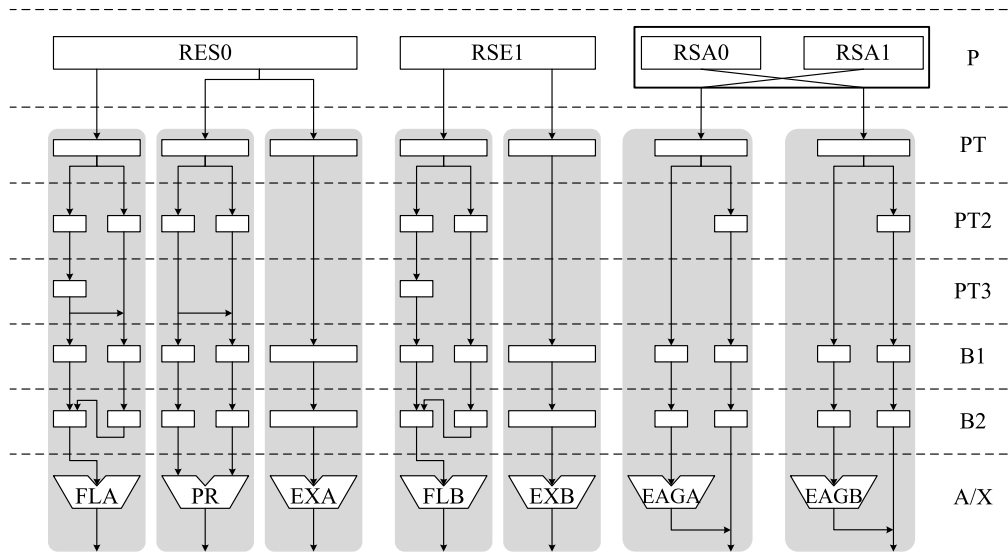 RES0
RSE1
RSA0
RSA1
P
PT
PT2
PT3
B1
B2
FLA
PR
EXA
FLB
EXB
EAGA
EAGB
A/X